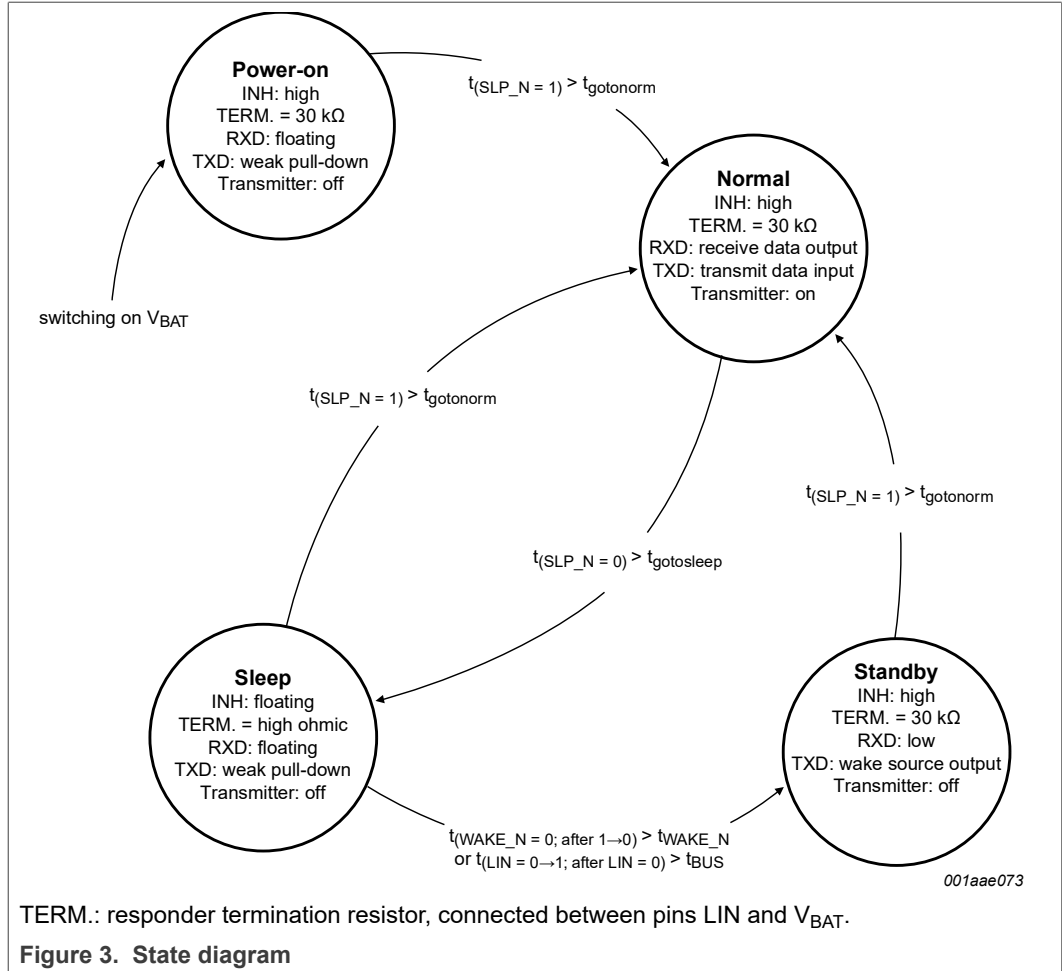 Power-on
INH: high
TERM. = 30 kΩ
RXD: floating
TXD: weak pull-down
Transmitter: off
t(SLP_N = 1) > tgotonorm
Normal
INH: high
TERM. = 30 kΩ
RXD: receive data output
TXD: transmit data input
Transmitter: on
switching on VBAT
t(SLP_N = 1) > tgotonorm
t(SLP_N = 1) > tgotonorm
t(SLP_N = 0) > tgotosleep
Sleep
INH: floating
TERM. = high ohmic
RXD: floating
TXD: weak pull-down
Transmitter: off
Standby
INH: high
TERM. = 30 kΩ
RXD: low
TXD: wake source output
Transmitter: off
t(WAKE_N = 0; after 1→0) > tWAKE_N
or t(LIN = 0→1; after LIN = 0) > tBUS
001aae073
TERM.: responder termination resistor, connected between pins LIN and VBAT.
Figure 3. State diagram